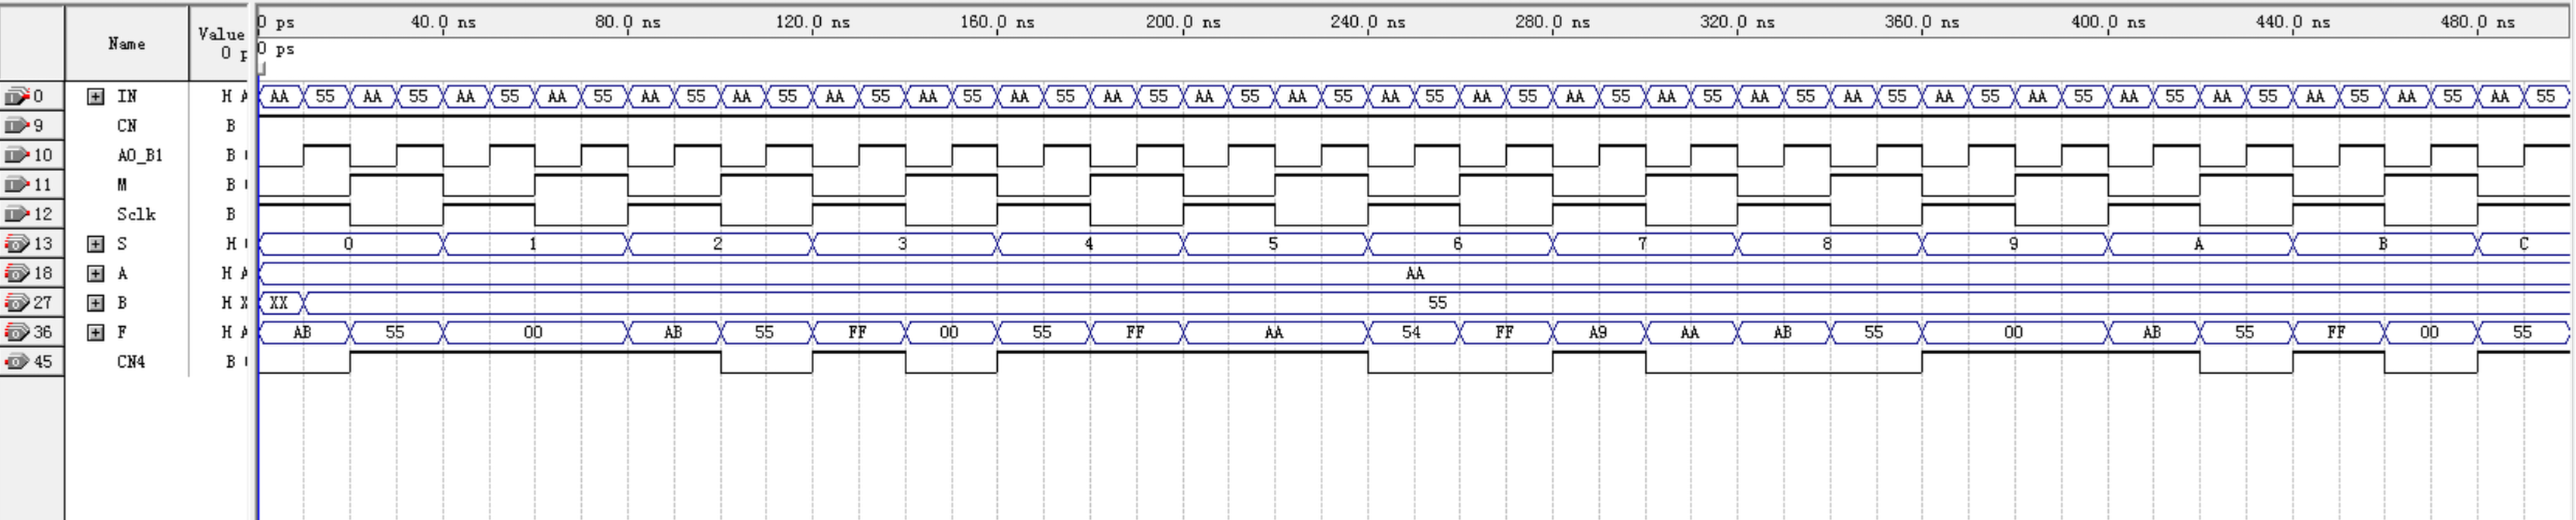 0 ps 40.0 ns 80.0 ns 120.0 ns 160.0 ns 200.0 ns 240.0 ns 280.0 ns 320.0 ns 360.0 ns 400.0 ns 440.0 ns 480.0 ns
Name Value
0 p 0 ps
0 IN H A AA 55 AA 55 AA 55 AA 55 AA 55 AA 55 AA 55 AA 55 AA 55 AA 55 AA 55 AA 55 AA 55 AA 55 AA 55 AA 55 AA 55 AA 55 AA 55 AA 55 AA 55 AA 55 AA 55 AA 55 AA 55
9 CN B
10 AO_B1 B
11 M B
12 Sclk B
13 S H 0 1 2 3 4 5 6 7 8 9 A B C
18 A H A AA
27 B H X XX 55
36 F H A AB 55 00 AB 55 FF 00 55 FF AA 54 FF A9 AA AB 55 00 AB 55 FF 00 55
45 CN4 B